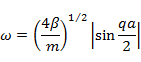 ω = (4β/m)^{1/2} |sin qa/2|